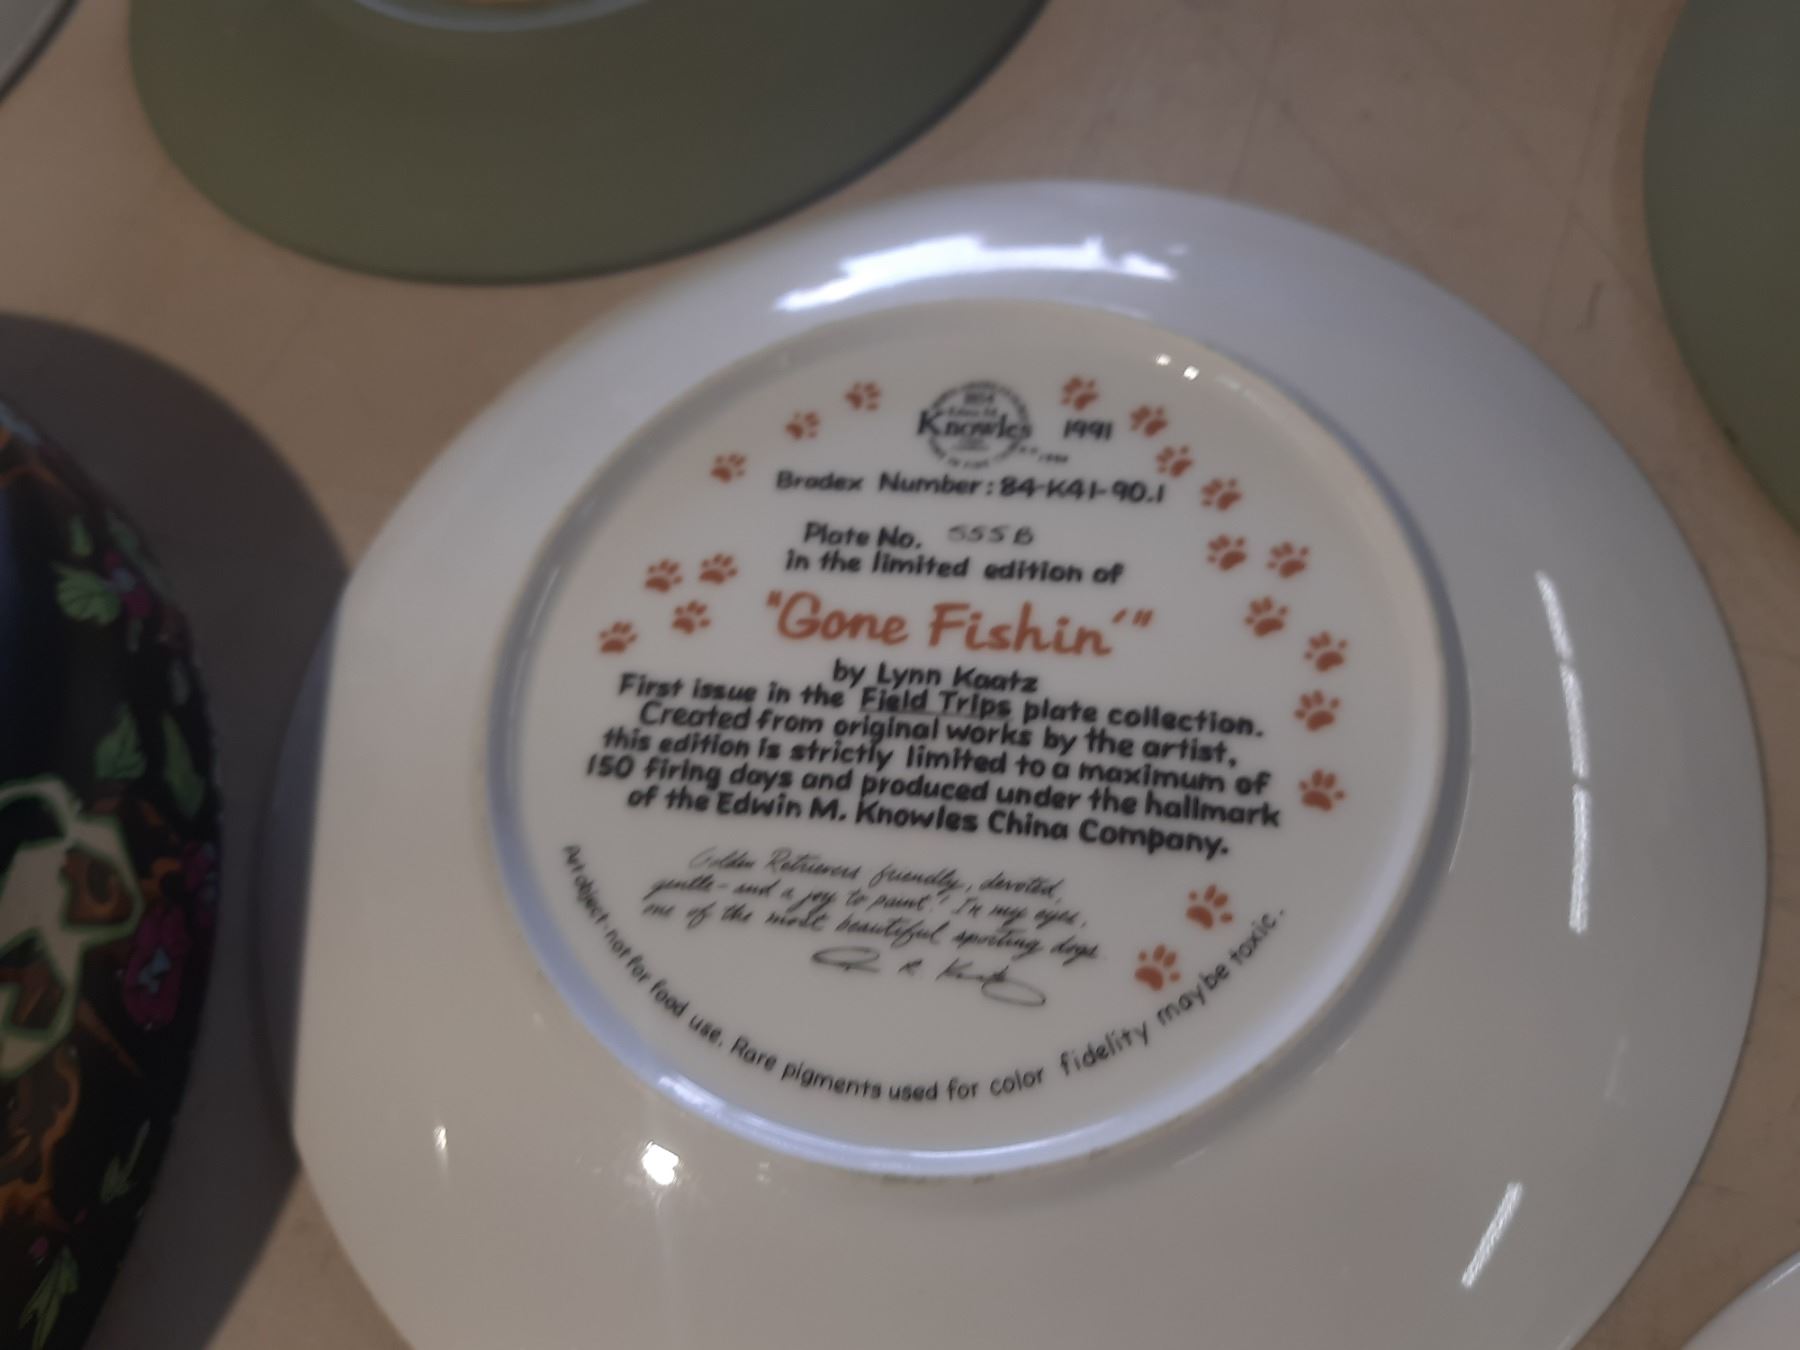 Knowles 1991
Bradex Number: 84-K41-90.1
Plate No. 555B
in the limited edition of
"Gone Fishin'"
by Lynn Kaatz
First issue in the Field Trips plate collection.
Created from original works by the artist,
this edition is strictly limited to a maximum of
150 firing days and produced under the hallmark
of the Edwin M. Knowles China Company.
Golden Retrievers friendly, devoted,
gentle - and a joy to paint! In my eyes,
one of the most beautiful sporting dogs.
Art object-not for food use. Rare pigments used for color fidelity may be toxic.